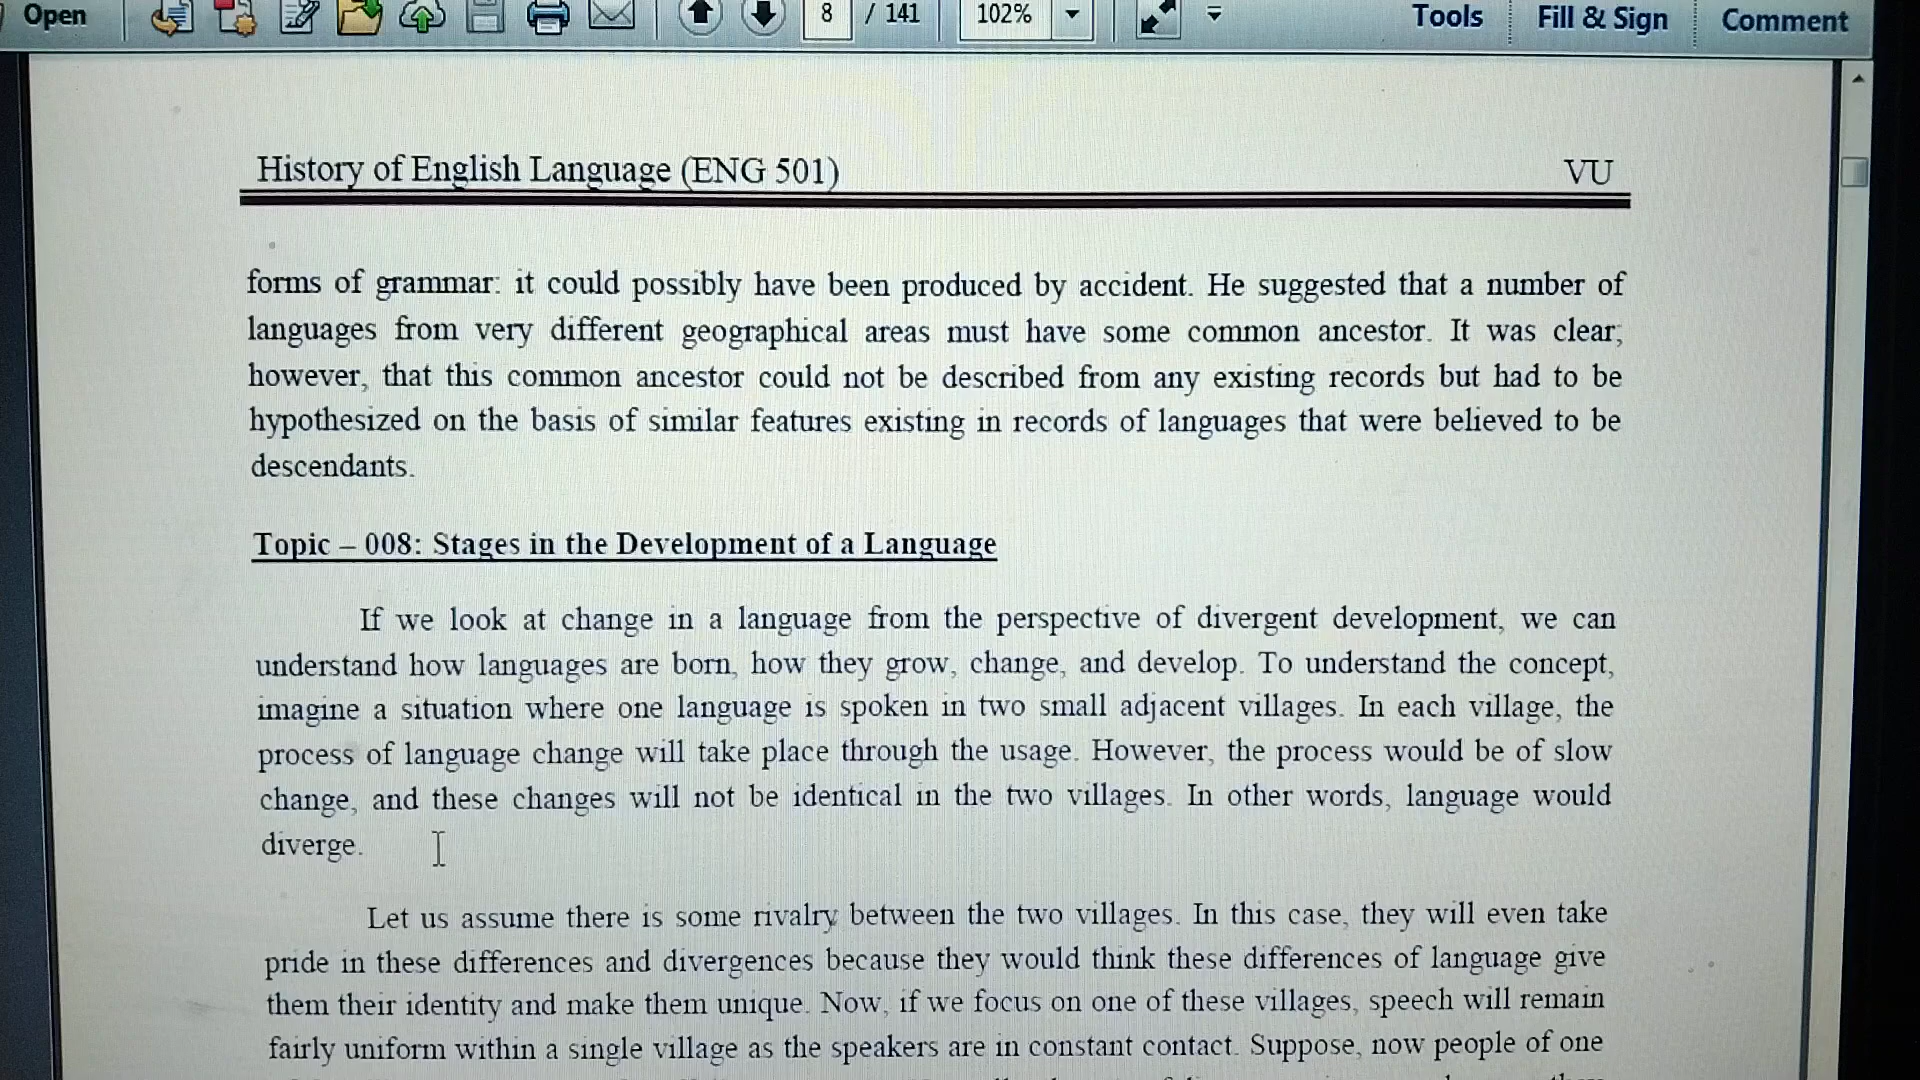 Open 8 / 141 102% Tools Fill & Sign Comment
History of English Language (ENG 501) VU
forms of grammar: it could possibly have been produced by accident. He suggested that a number of
languages from very different geographical areas must have some common ancestor. It was clear,
however, that this common ancestor could not be described from any existing records but had to be
hypothesized on the basis of similar features existing in records of languages that were believed to be
descendants.
Topic – 008: Stages in the Development of a Language
If we look at change in a language from the perspective of divergent development, we can
understand how languages are born, how they grow, change, and develop. To understand the concept,
imagine a situation where one language is spoken in two small adjacent villages. In each village, the
process of language change will take place through the usage. However, the process would be of slow
change, and these changes will not be identical in the two villages. In other words, language would
diverge.
Let us assume there is some rivalry between the two villages. In this case, they will even take
pride in these differences and divergences because they would think these differences of language give
them their identity and make them unique. Now, if we focus on one of these villages, speech will remain
fairly uniform within a single village as the speakers are in constant contact. Suppose, now people of one